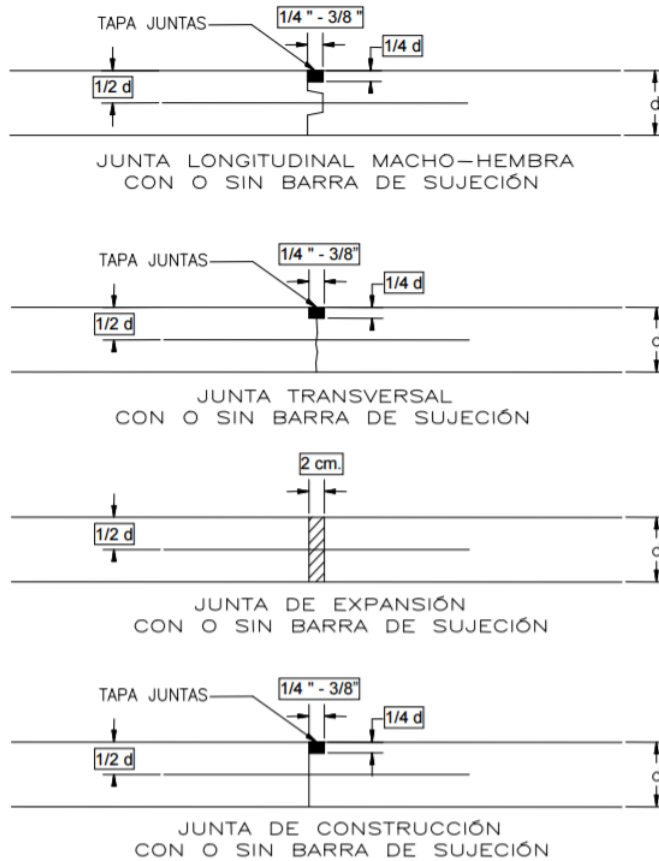 1/4 " - 3/8 "
TAPA JUNTAS
1/4 d
1/2 d
d
JUNTA LONGITUDINAL MACHO-HEMBRA
CON O SIN BARRA DE SUJECIÓN
1/4 " - 3/8"
TAPA JUNTAS
1/4 d
1/2 d
d
JUNTA TRANSVERSAL
CON O SIN BARRA DE SUJECIÓN
2 cm.
1/2 d
d
JUNTA DE EXPANSIÓN
CON O SIN BARRA DE SUJECIÓN
1/4 " - 3/8"
TAPA JUNTAS
1/4 d
1/2 d
d
JUNTA DE CONSTRUCCIÓN
CON O SIN BARRA DE SUJECIÓN